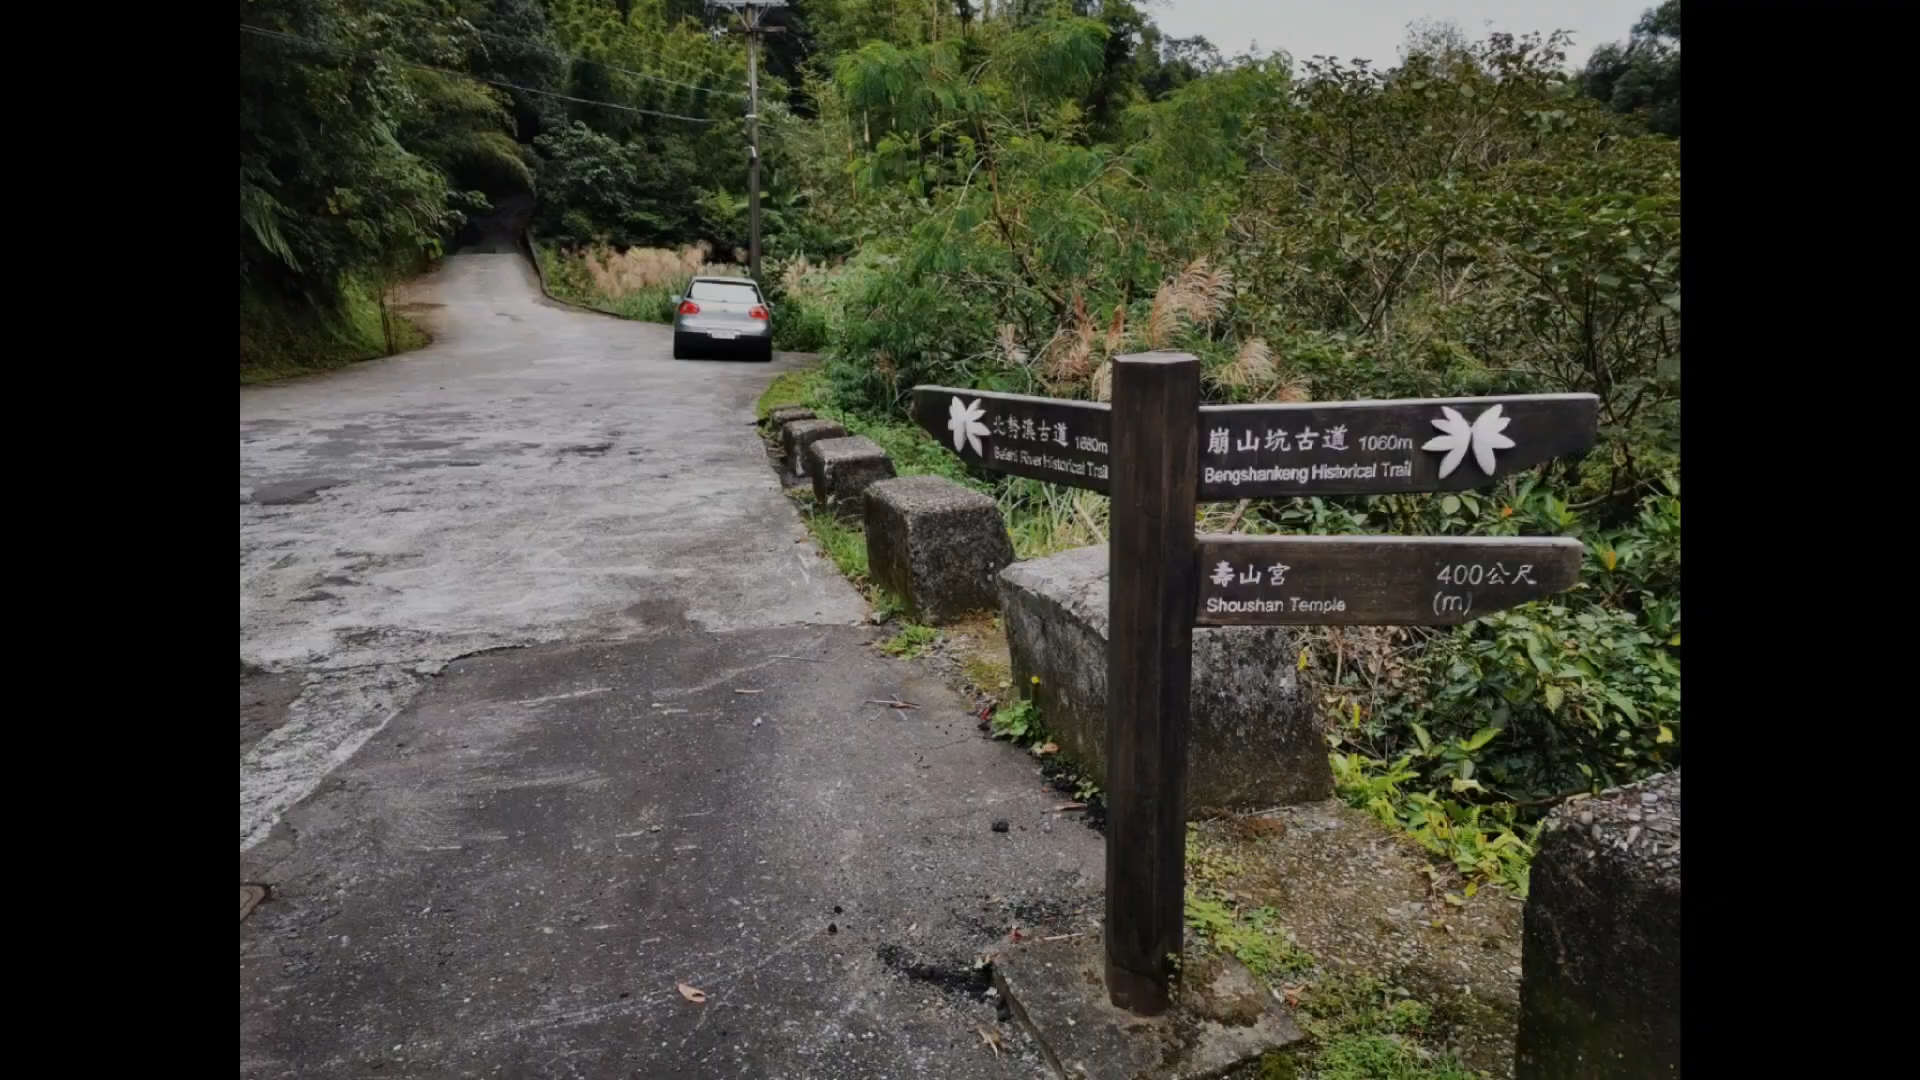 北勢溪古道 1680m
Beishi River Historical Trail
崩山坑古道 1060m
Bengshankeng Historical Trail
壽山宮 400公尺
Shoushan Temple (m)